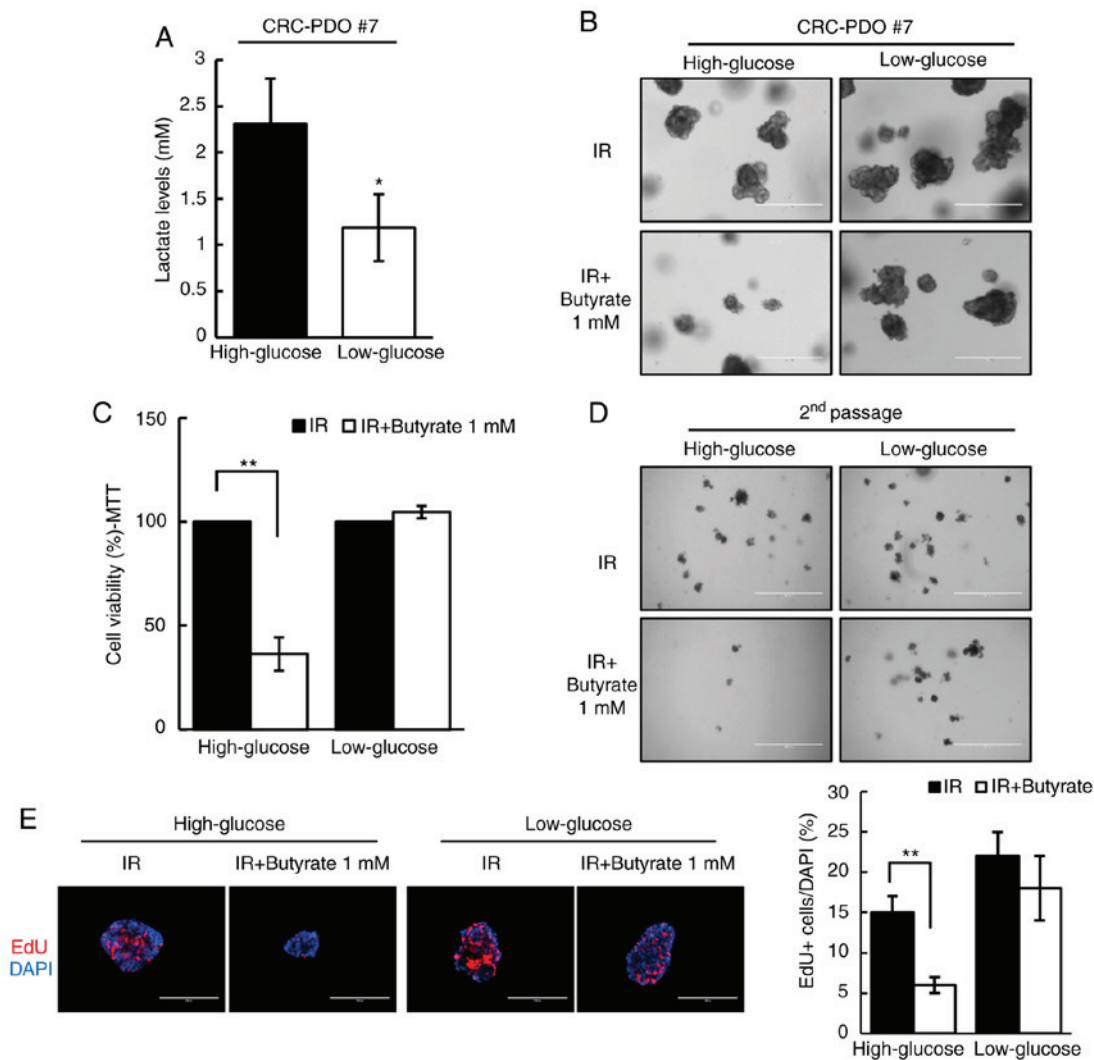 A
CRC-PDO #7
Lactate levels (mM)
3
2.5
2
1.5
1
0.5
0
*
High-glucose Low-glucose
B
CRC-PDO #7
High-glucose Low-glucose
IR
IR+
Butyrate
1 mM
C
Cell viability (%)-MTT
150
100
50
0
IR IR+Butyrate 1 mM
**
High-glucose Low-glucose
D
2nd passage
High-glucose Low-glucose
IR
IR+
Butyrate
1 mM
E
High-glucose Low-glucose
IR IR+Butyrate 1 mM IR IR+Butyrate 1 mM
EdU
DAPI
IR IR+Butyrate
EdU+ cells/DAPI (%)
30
25
20
15
10
5
0
**
High-glucose Low-glucose